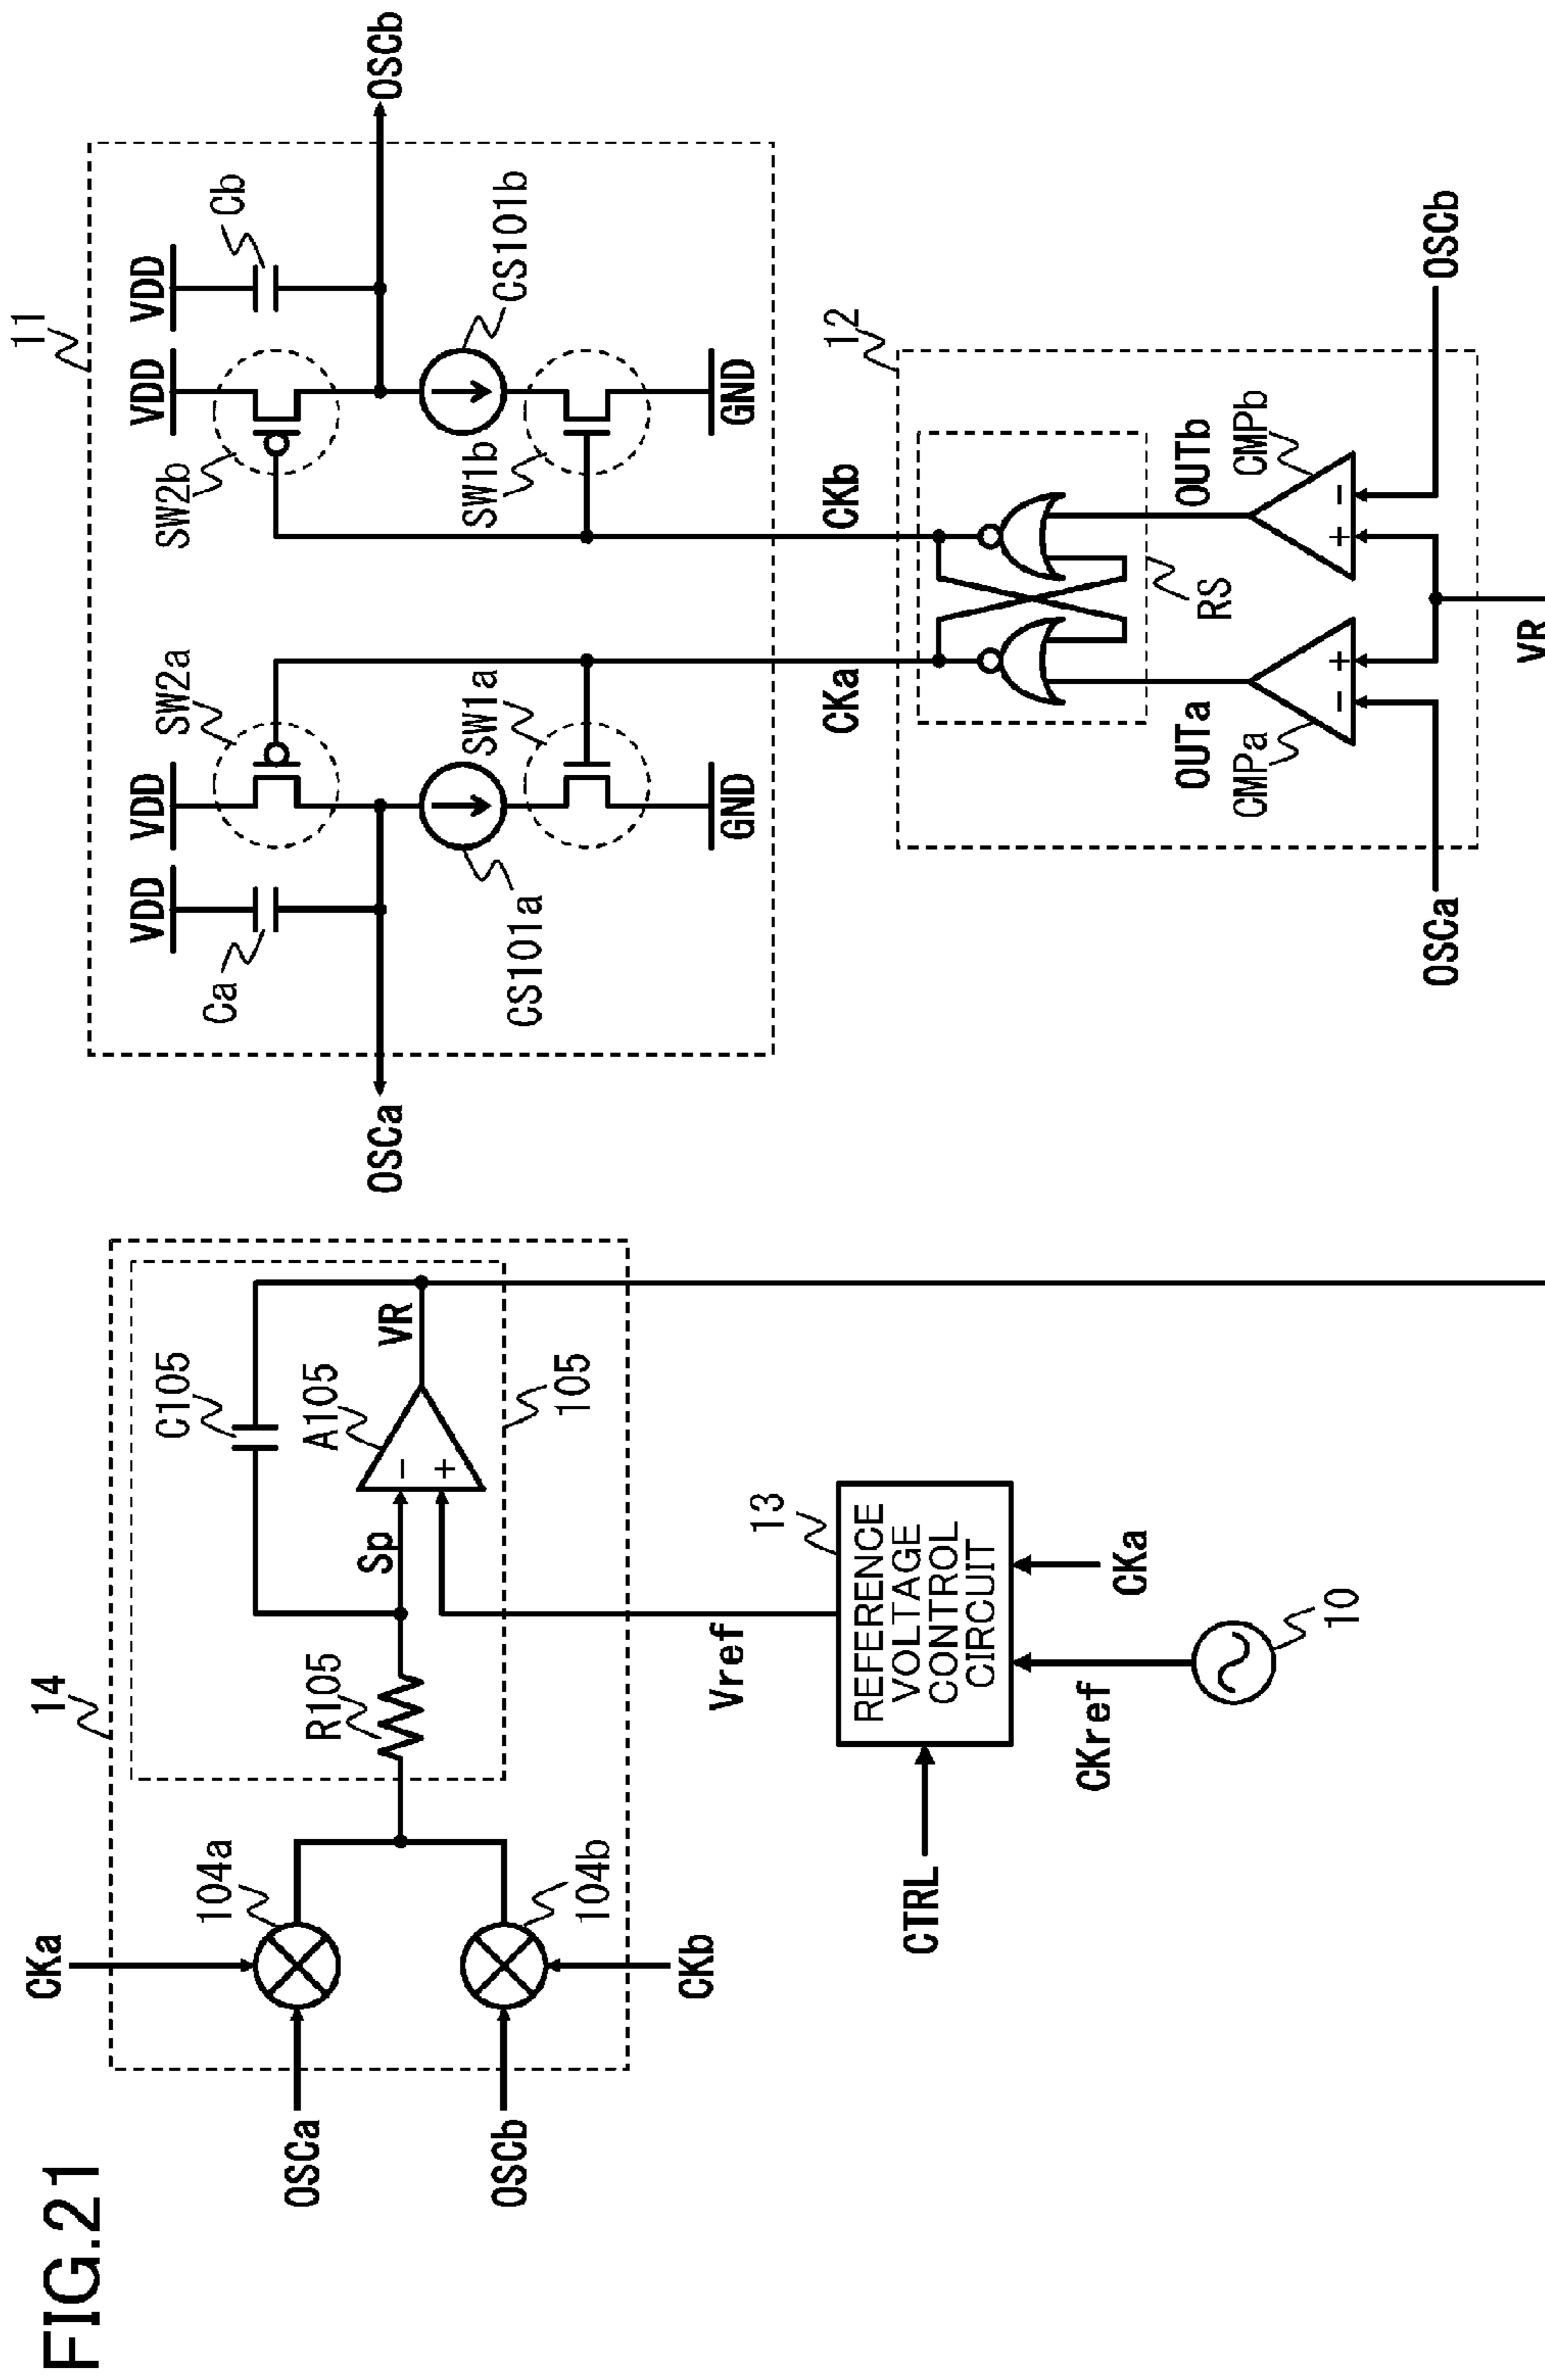 FIG.21
14
CKa
104a
OSCa
OSCb
104b
CKb
R105
Sp
C105
A105
-
+
VR
105
Vref
13
REFERENCE
VOLTAGE
CONTROL
CIRCUIT
CTRL
CKref
CKa
10
11
VDD
VDD
VDD
VDD
Ca
SW2a
SW2b
Cb
OSCa
OSCb
CS101a
SW1a
SW1b
CS101b
GND
GND
12
CKa
CKb
RS
OUTa
OUTb
CMPa
CMPb
-
+
+
-
OSCa
OSCb
VR